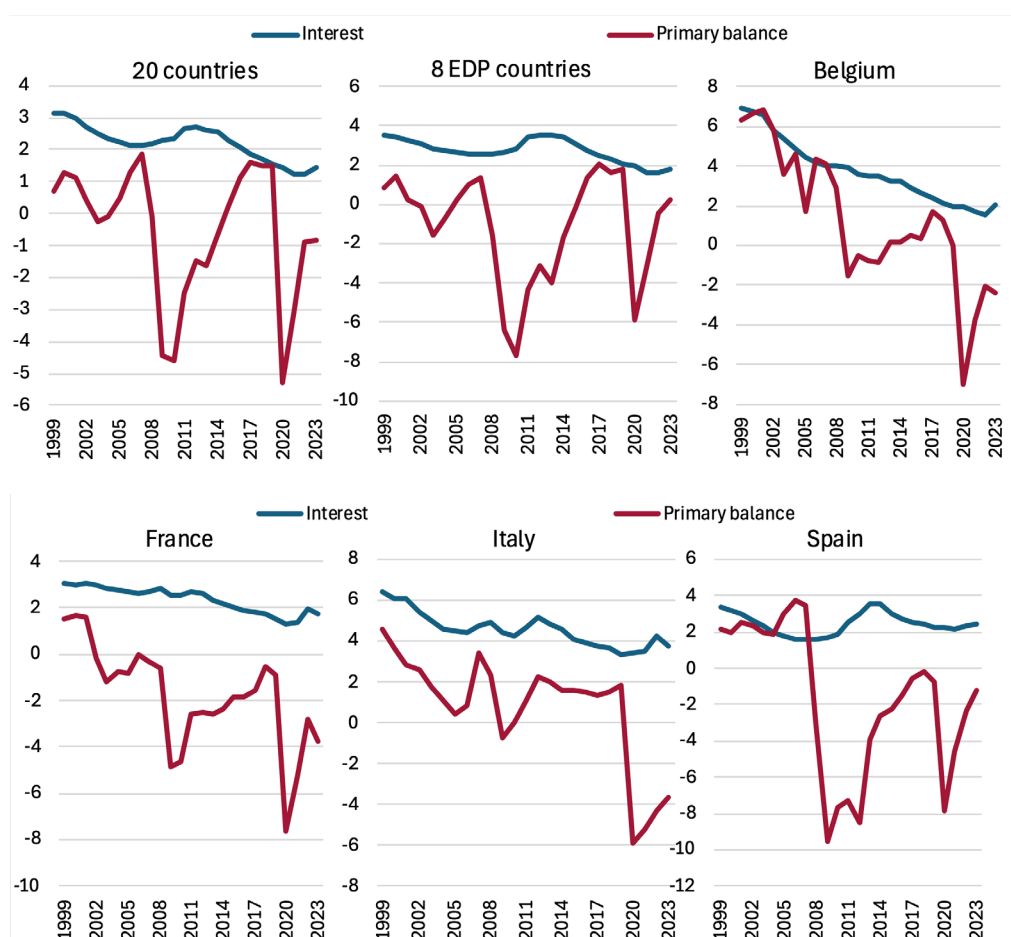 Interest Primary balance
20 countries 8 EDP countries Belgium
4 6 8
3 4 6
2 2 4
1 0 2
0 -2 0
-1 -4 -2
-2 -6 -4
-3 -8 -6
-4 -10 -8
-5
-6
1999 2002 2005 2008 2011 2014 2017 2020 2023
1999 2002 2005 2008 2011 2014 2017 2020 2023
1999 2002 2005 2008 2011 2014 2017 2020 2023
Interest Primary balance
France Italy Spain
4 8 6
2 6 4
0 4 2
-2 2 0
-4 0 -2
-6 -2 -4
-8 -4 -6
-10 -6 -8
-8 -10
-12
1999 2002 2005 2008 2011 2014 2017 2020 2023
1999 2002 2005 2008 2011 2014 2017 2020 2023
1999 2002 2005 2008 2011 2014 2017 2020 2023